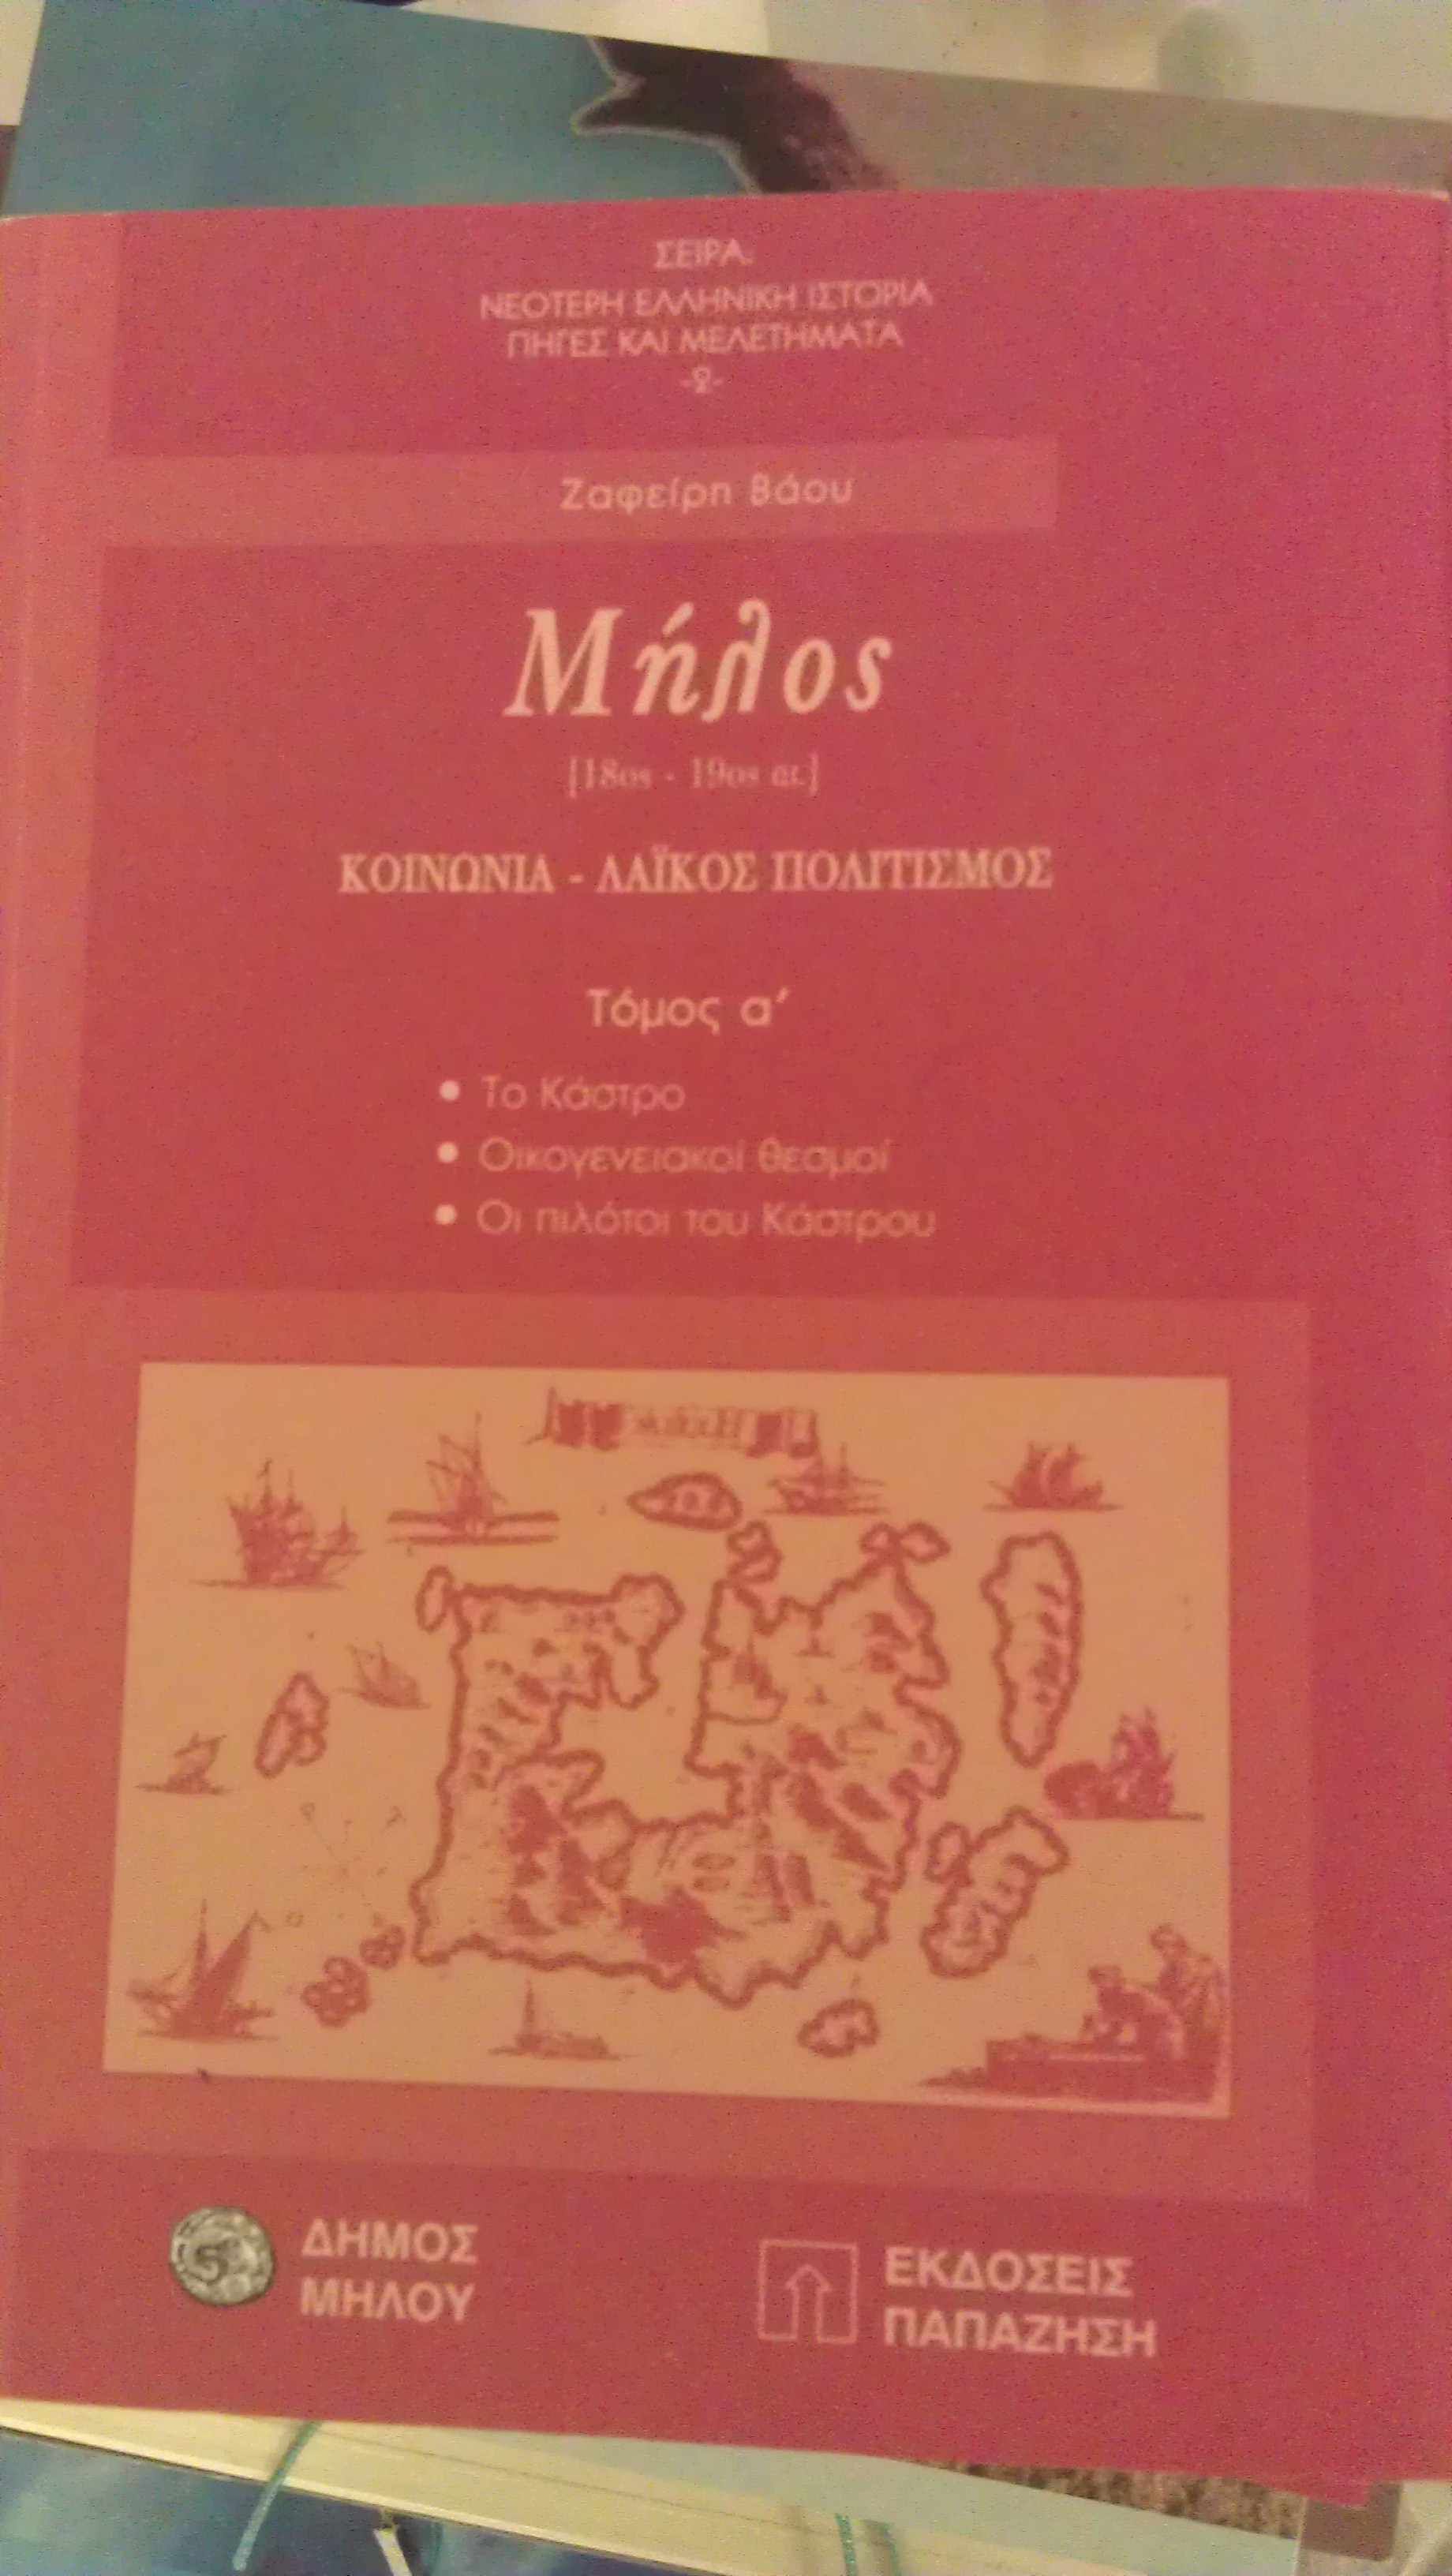 ΣΕΙΡΑ:
ΝΕΟΤΕΡΗ ΕΛΛΗΝΙΚΗ ΙΣΤΟΡΙΑ
ΠΗΓΕΣ ΚΑΙ ΜΕΛΕΤΗΜΑΤΑ
Ζαφείρη Βάου
Μήλος
[18ος - 19ος αι.]
ΚΟΙΝΩΝΙΑ - ΛΑΪΚΟΣ ΠΟΛΙΤΙΣΜΟΣ
Τόμος α΄
• Το Κάστρο
• Οικογενειακοί θεσμοί
• Οι πιλότοι του Κάστρου
ΔΗΜΟΣ
ΜΗΛΟΥ
ΕΚΔΟΣΕΙΣ
ΠΑΠΑΖΗΣΗ